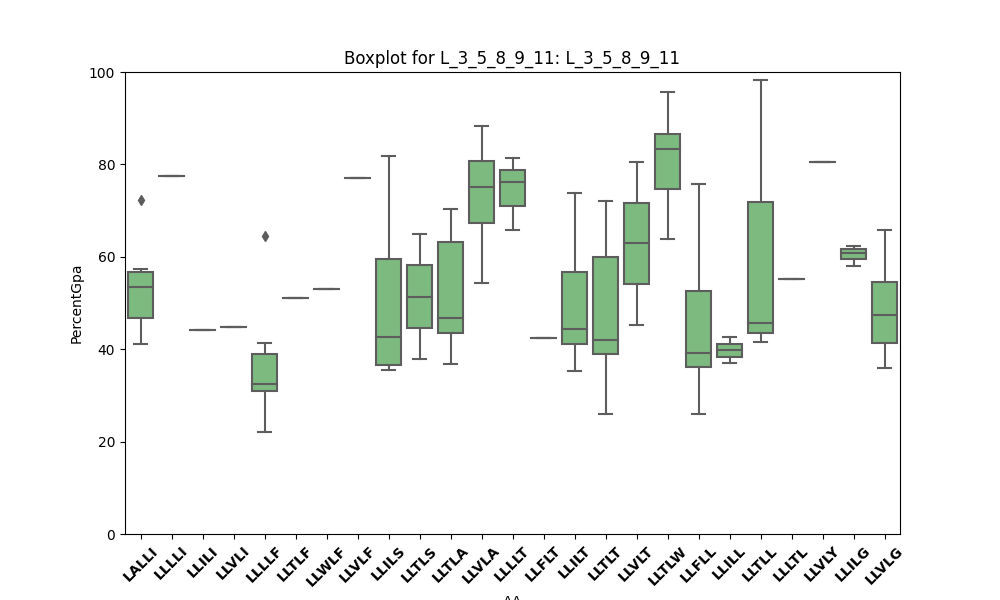 Boxplot for L_3_5_8_9_11: L_3_5_8_9_11
100
80
60
40
20
0
PercentGpa
LALLI LLLLI LLILI LLVLI LLLLF LLTLF LLWLF LLVLF LLILS LLTLS LLTLA LLVLA LLLLT LLFLT LLILT LLTLT LLVLT LLTLW LLFLL LLILL LLTLL LLLTL LLVLY LLILG LLVLG
AA